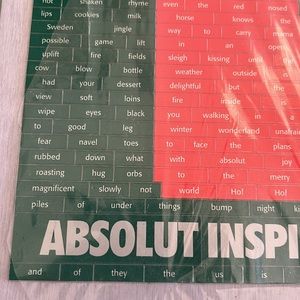 not shaken rhyme even the red nosed
lips cookies milk horse knows the
to Sweden jingle way to carry mama
possible game lift in an open
uplift fire fields sleigh kissing until the
cow blow bottle weather outside is
had your dessert delightful but the
view soft loins fire inside is
wipe eyes black you walking in a
to good leg winter wonderland unafraid
fear navel toes to face the plans
rubbed down what with absolut joy
roasting hug orbs to the merry
magnificent slowly not world Ho! Ho!
piles of under things bump night
ABSOLUT INSPI
and of they the us is